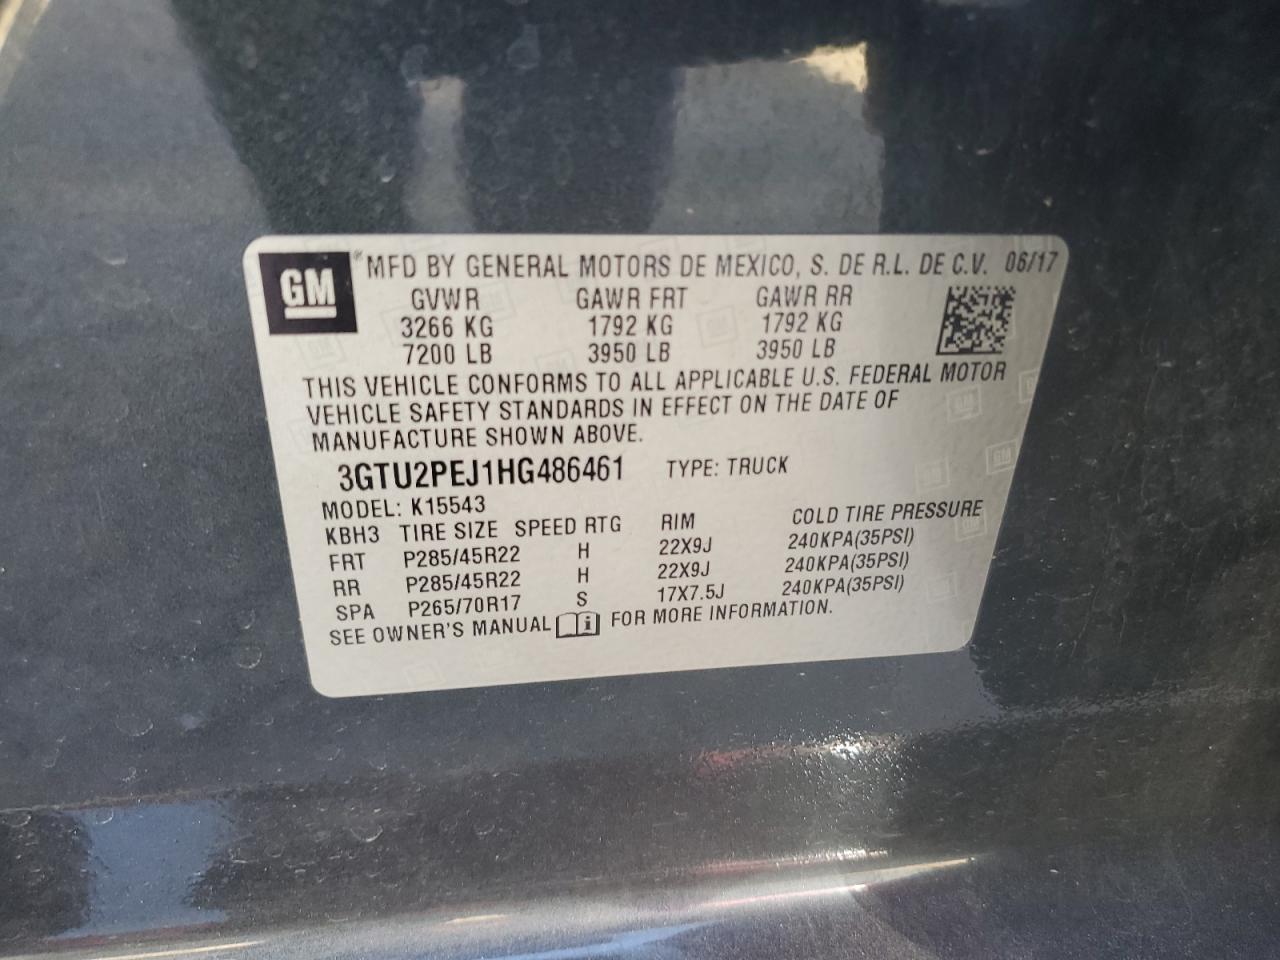 GM® MFD BY GENERAL MOTORS DE MEXICO, S. DE R.L. DE C.V. 06/17
GVWR GAWR FRT GAWR RR
3266 KG 1792 KG 1792 KG
7200 LB 3950 LB 3950 LB
THIS VEHICLE CONFORMS TO ALL APPLICABLE U.S. FEDERAL MOTOR
VEHICLE SAFETY STANDARDS IN EFFECT ON THE DATE OF
MANUFACTURE SHOWN ABOVE.
3GTU2PEJ1HG486461 TYPE: TRUCK
MODEL: K15543
KBH3 TIRE SIZE SPEED RTG RIM COLD TIRE PRESSURE
FRT P285/45R22 H 22X9J 240KPA(35PSI)
RR P285/45R22 H 22X9J 240KPA(35PSI)
SPA P265/70R17 S 17X7.5J 240KPA(35PSI)
SEE OWNER'S MANUAL i FOR MORE INFORMATION.